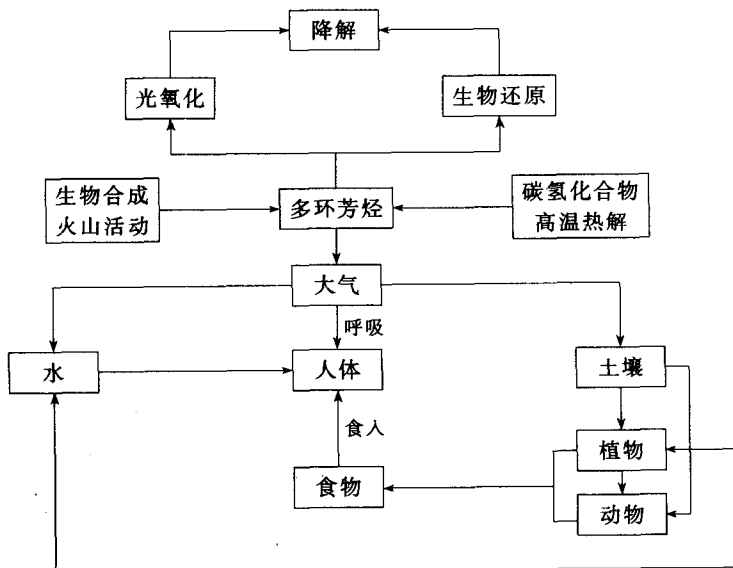 降解
光氧化
生物还原
生物合成
火山活动
多环芳烃
碳氢化合物
高温热解
大气
呼吸
水
人体
土壤
食入
植物
食物
动物